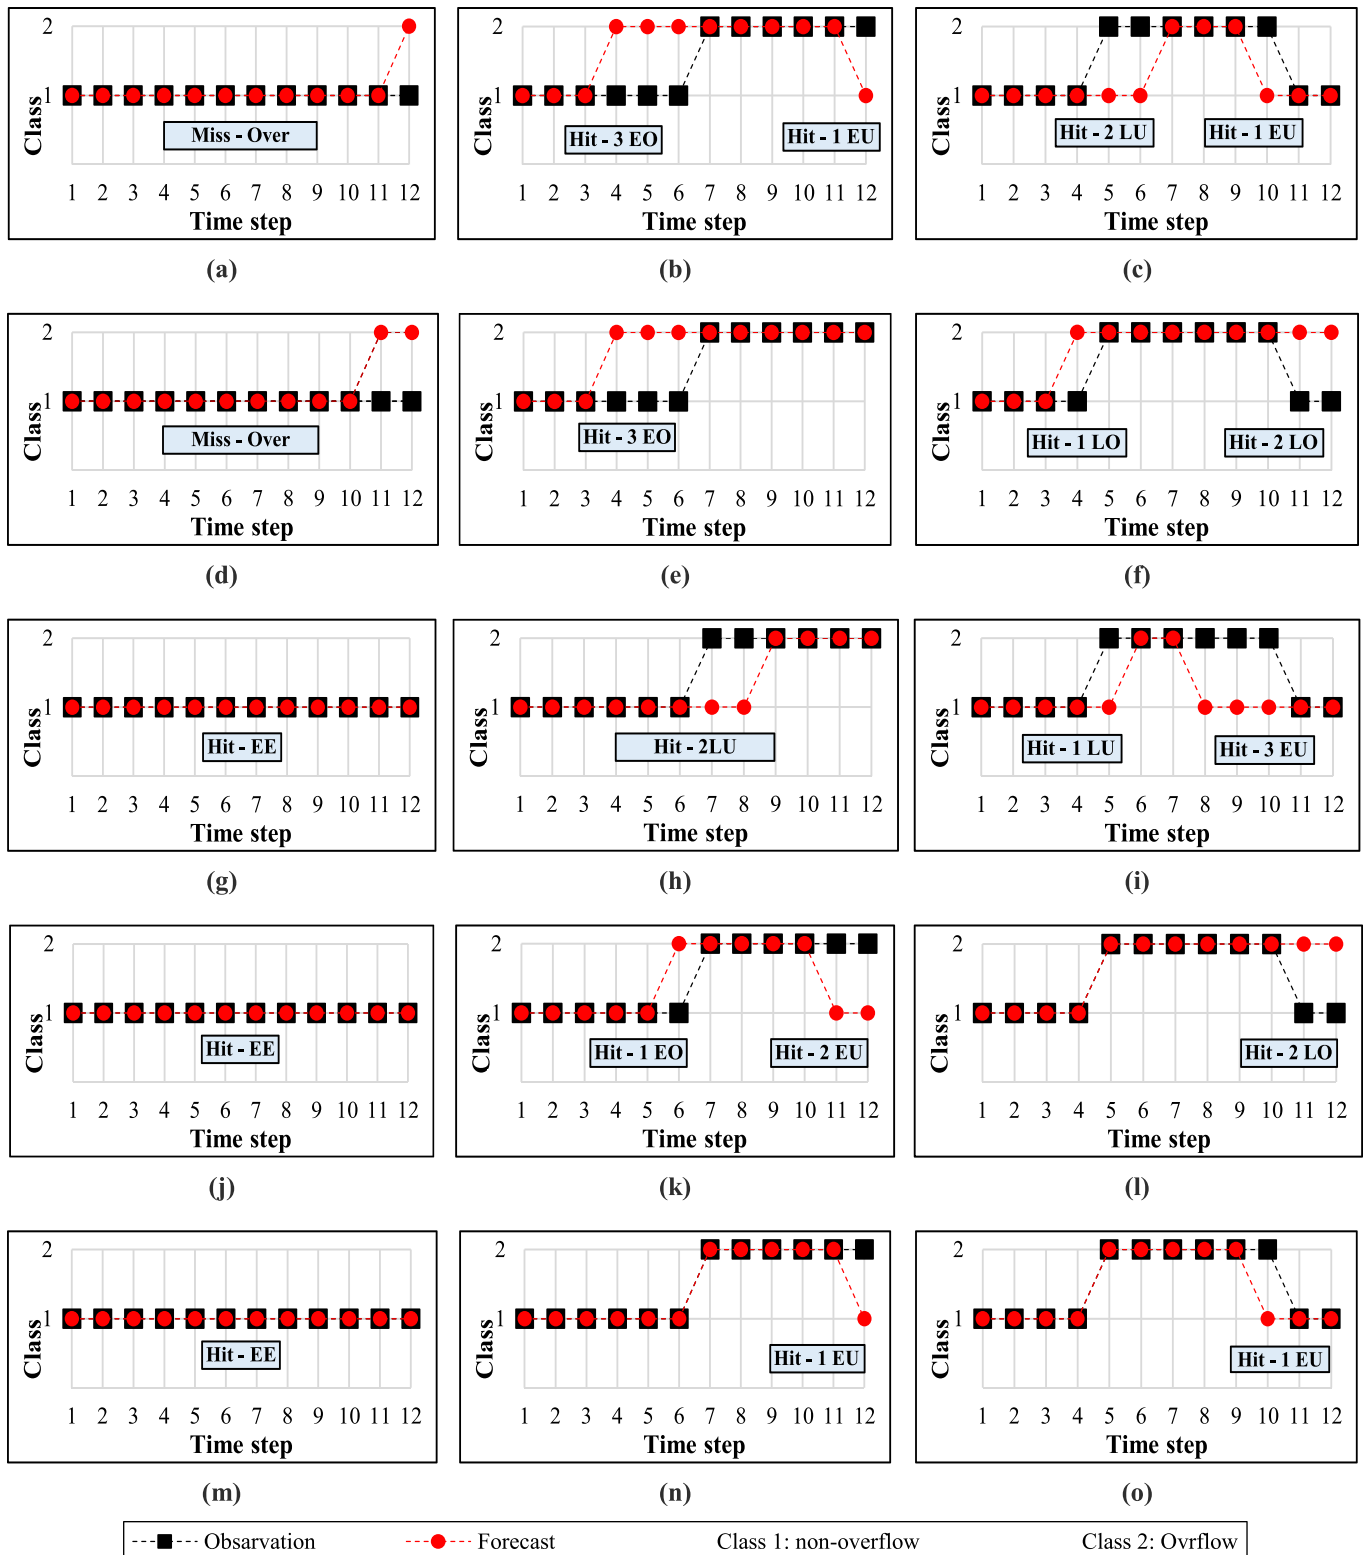 2
1
Class
Miss - Over
1 2 3 4 5 6 7 8 9 10 11 12
Time step
(a)
2
1
Class
Hit - 3 EO
Hit - 1 EU
1 2 3 4 5 6 7 8 9 10 11 12
Time step
(b)
2
1
Class
Hit - 2 LU
Hit - 1 EU
1 2 3 4 5 6 7 8 9 10 11 12
Time step
(c)
2
1
Class
Miss - Over
1 2 3 4 5 6 7 8 9 10 11 12
Time step
(d)
2
1
Class
Hit - 3 EO
1 2 3 4 5 6 7 8 9 10 11 12
Time step
(e)
2
1
Class
Hit - 1 LO
Hit - 2 LO
1 2 3 4 5 6 7 8 9 10 11 12
Time step
(f)
2
1
Class
Hit - EE
1 2 3 4 5 6 7 8 9 10 11 12
Time step
(g)
2
1
Class
Hit - 2LU
1 2 3 4 5 6 7 8 9 10 11 12
Time step
(h)
2
1
Class
Hit - 1 LU
Hit - 3 EU
1 2 3 4 5 6 7 8 9 10 11 12
Time step
(i)
2
1
Class
Hit - EE
1 2 3 4 5 6 7 8 9 10 11 12
Time step
(j)
2
1
Class
Hit - 1 EO
Hit - 2 EU
1 2 3 4 5 6 7 8 9 10 11 12
Time step
(k)
2
1
Class
Hit - 2 LO
1 2 3 4 5 6 7 8 9 10 11 12
Time step
(l)
2
1
Class
Hit - EE
1 2 3 4 5 6 7 8 9 10 11 12
Time step
(m)
2
1
Class
Hit - 1 EU
1 2 3 4 5 6 7 8 9 10 11 12
Time step
(n)
2
1
Class
Hit - 1 EU
1 2 3 4 5 6 7 8 9 10 11 12
Time step
(o)
Obsarvation Forecast Class 1: non-overflow Class 2: Ovrflow